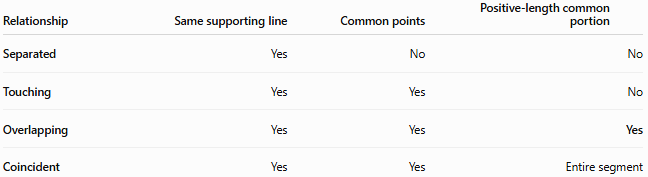 Relationship Same supporting line Common points Positive-length common portion
Separated Yes No No
Touching Yes Yes No
Overlapping Yes Yes Yes
Coincident Yes Yes Entire segment